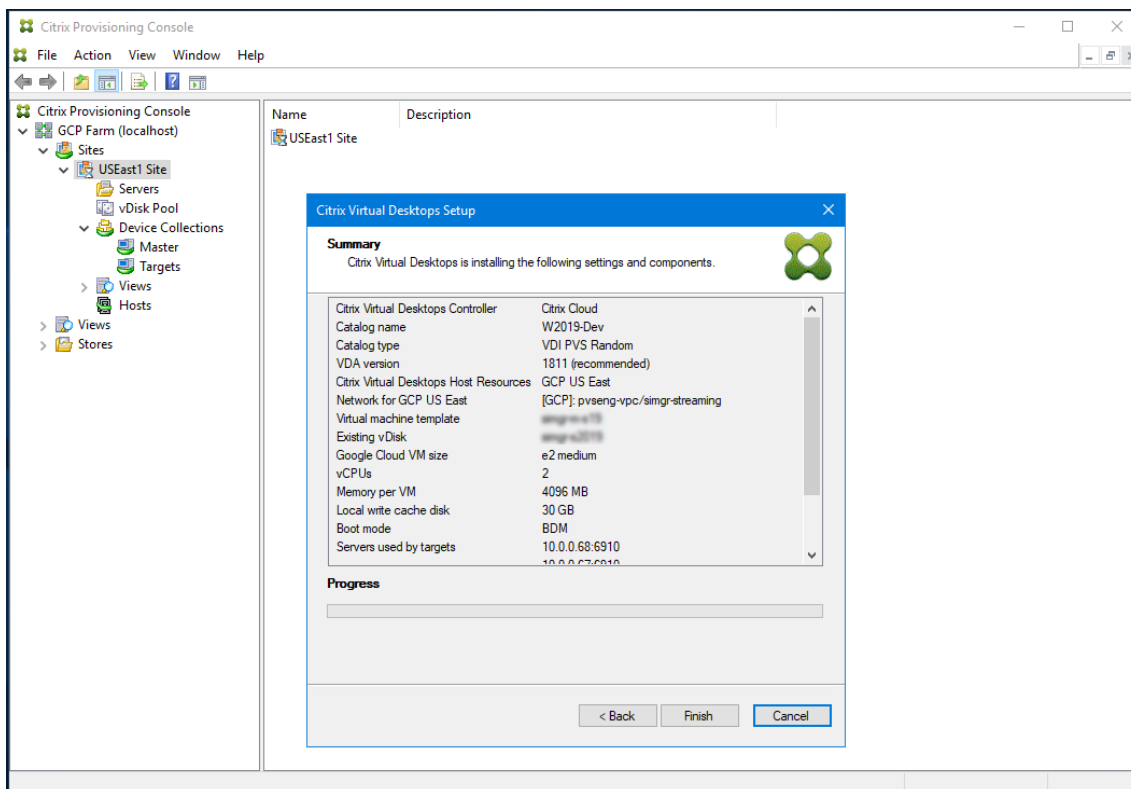 Citrix Provisioning Console
File Action View Window Help
Citrix Provisioning Console
GCP Farm (localhost)
Sites
USEast1 Site
Servers
vDisk Pool
Device Collections
Master
Targets
Views
Hosts
Views
Stores
Name Description
USEast1 Site
Citrix Virtual Desktops Setup
Summary
Citrix Virtual Desktops is installing the following settings and components.
Citrix Virtual Desktops Controller Citrix Cloud
Catalog name W2019-Dev
Catalog type VDI PVS Random
VDA version 1811 (recommended)
Citrix Virtual Desktops Host Resources GCP US East
Network for GCP US East [GCP]: pvseng-vpc/simgr-streaming
Virtual machine template
Existing vDisk
Google Cloud VM size e2 medium
vCPUs 2
Memory per VM 4096 MB
Local write cache disk 30 GB
Boot mode BDM
Servers used by targets 10.0.0.68:6910
10.0.0.67:6910
Progress
< Back Finish Cancel